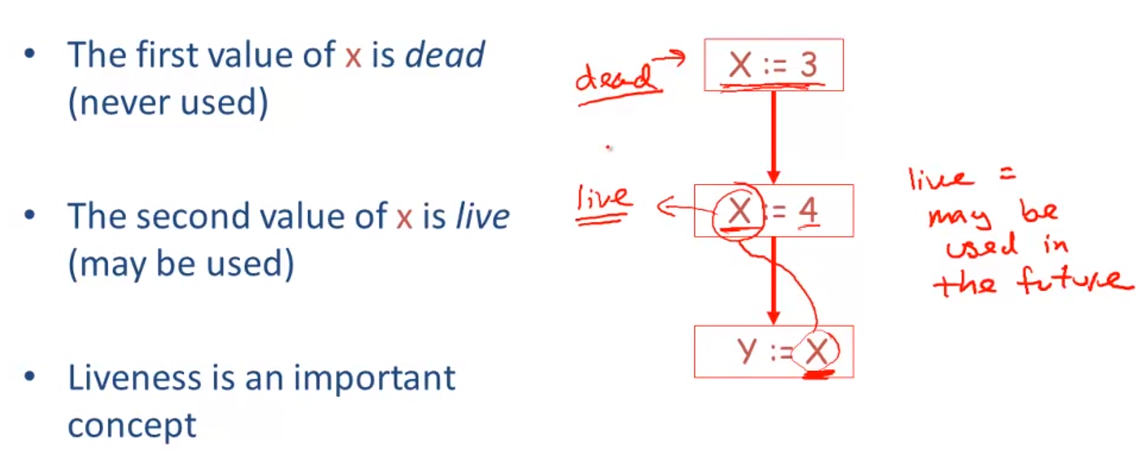 • The first value of x is dead
(never used)
• The second value of x is live
(may be used)
• Liveness is an important
concept
dead
X := 3
live
X := 4
Y := X
live =
may be
used in
the future